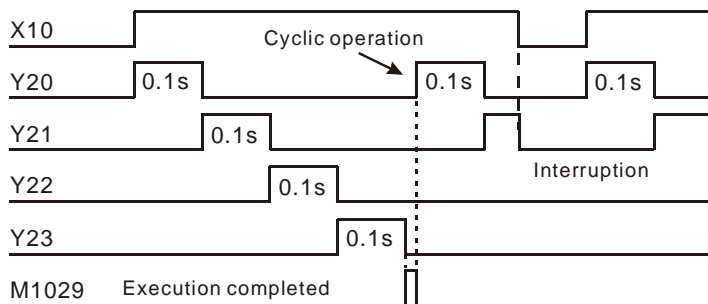 X10
Cyclic operation
Y20
0.1s
0.1s
0.1s
Y21
0.1s
Interruption
Y22
0.1s
Y23
0.1s
M1029
Execution completed